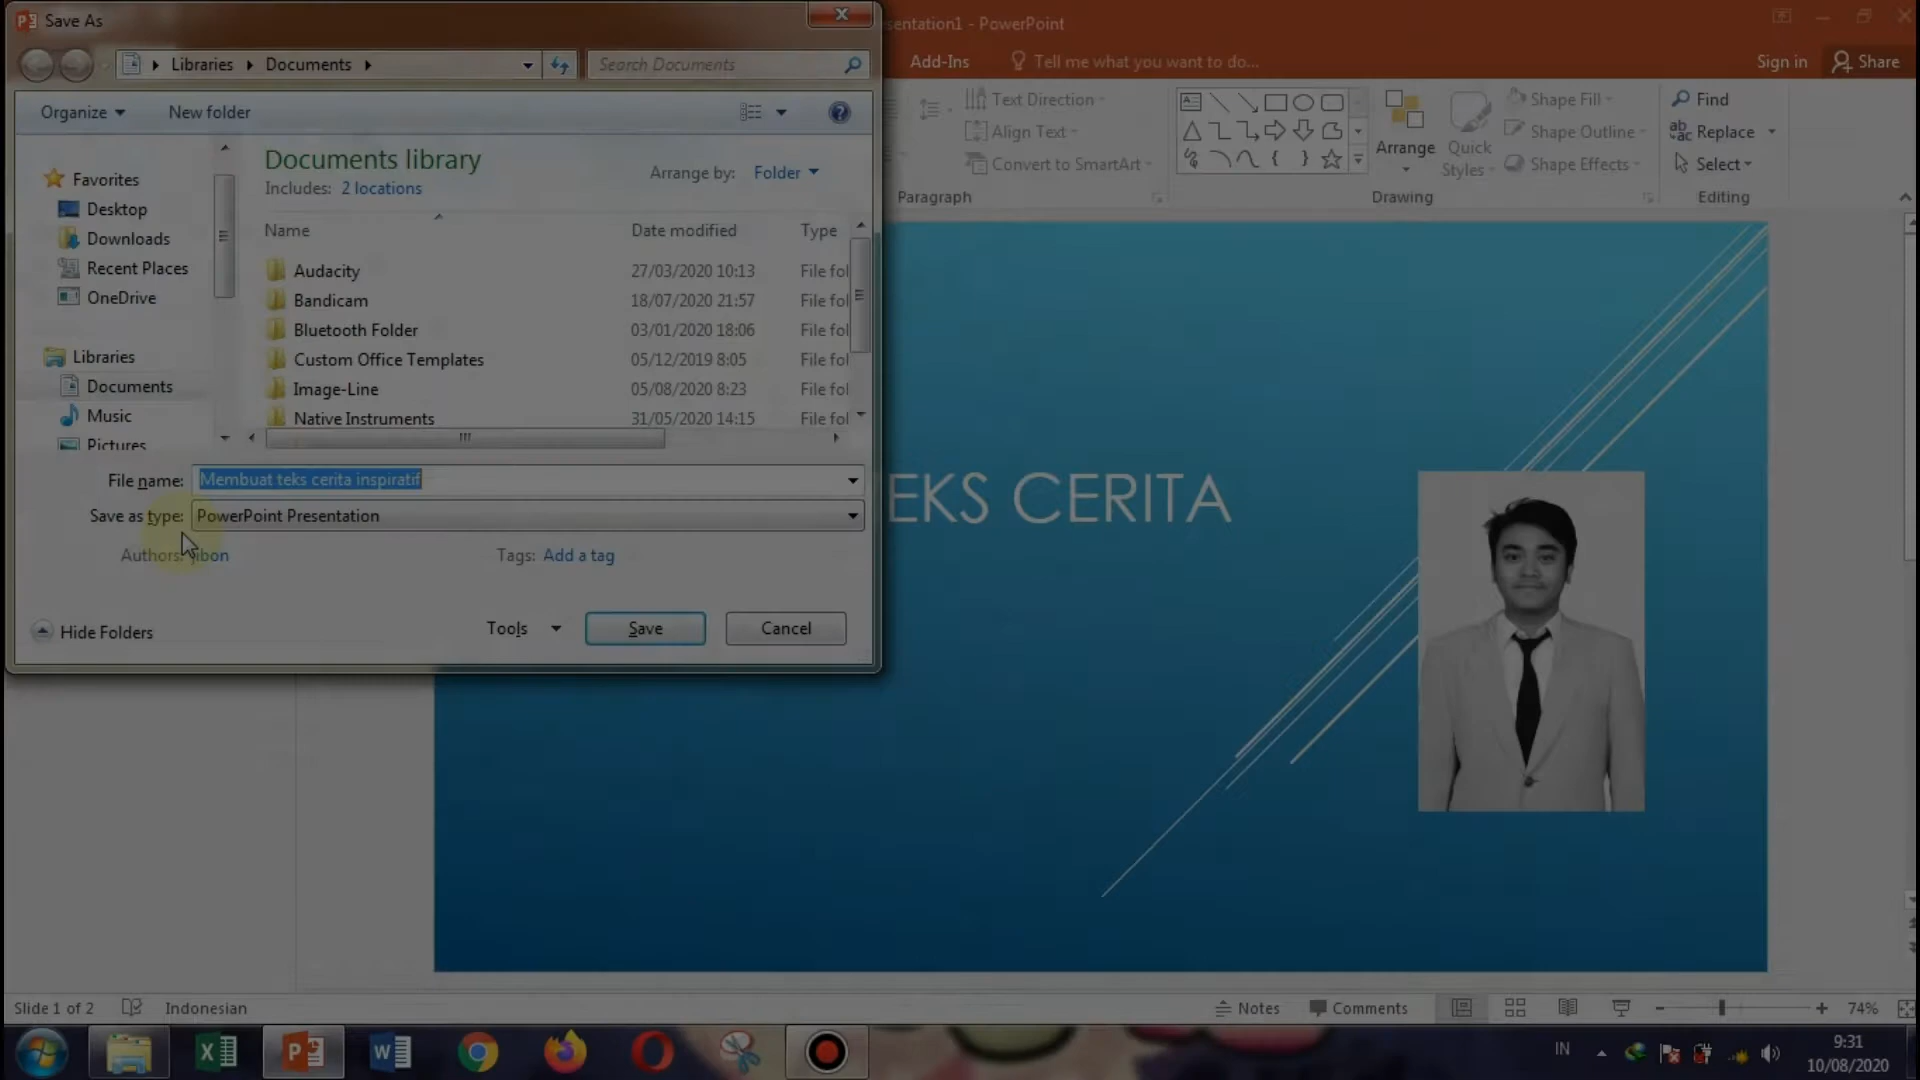 Save As
Libraries
Documents
Search Documents
Organize
New folder
Favorites
Desktop
Downloads
Recent Places
OneDrive
Libraries
Documents
Music
Pictures
Documents library
Includes: 2 locations
Arrange by: Folder
Name Date modified Type
Audacity 27/03/2020 10:13 File fol
Bandicam 18/07/2020 21:57 File fol
Bluetooth Folder 03/01/2020 18:06 File fol
Custom Office Templates 05/12/2019 8:05 File fol
Image-Line 05/08/2020 8:23 File fol
Native Instruments 31/05/2020 14:15 File fol
File name: Membuat teks cerita inspiratif
Save as type: PowerPoint Presentation
Authors: jibon
Tags: Add a tag
Hide Folders
Tools
Save
Cancel
sentation1 - PowerPoint
Add-Ins
Tell me what you want to do...
Sign in
Share
Text Direction
Align Text
Convert to SmartArt
Paragraph
Arrange
Quick
Styles
Shape Fill
Shape Outline
Shape Effects
Drawing
Find
Replace
Select
Editing
EKS CERITA
Slide 1 of 2
Indonesian
Notes
Comments
74%
IN
9:31
10/08/2020